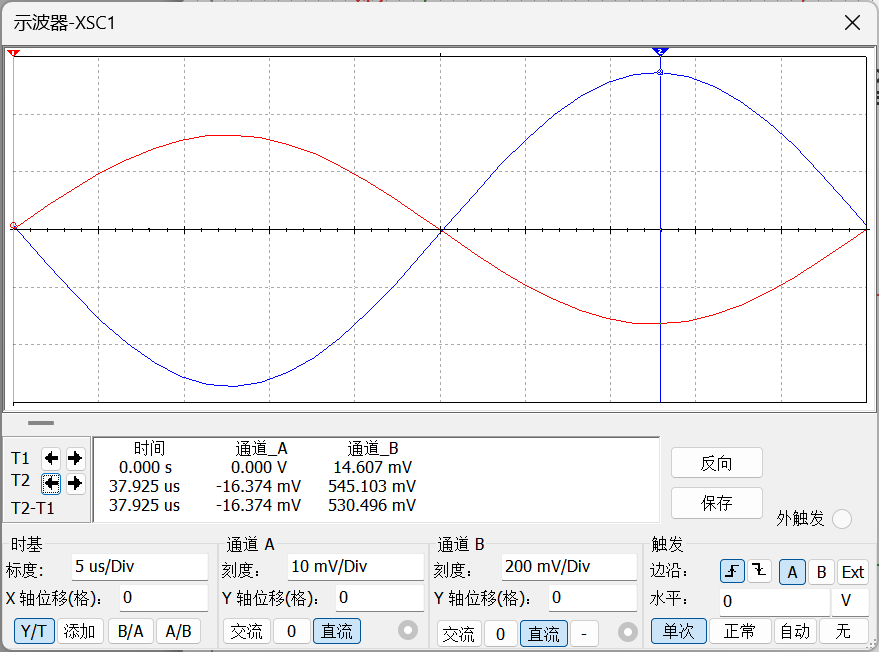 示波器-XSC1
1
2
时间 通道_A 通道_B
T1 0.000 s 0.000 V 14.607 mV
T2 37.925 us -16.374 mV 545.103 mV
T2-T1 37.925 us -16.374 mV 530.496 mV
反向
保存
外触发
时基 通道 A 通道 B 触发
标度： 5 us/Div 刻度： 10 mV/Div 刻度： 200 mV/Div 边沿： A B Ext
X 轴位移(格)： 0 Y 轴位移(格)： 0 Y 轴位移(格)： 0 水平： 0 V
Y/T 添加 B/A A/B 交流 0 直流 交流 0 直流 - 单次 正常 自动 无